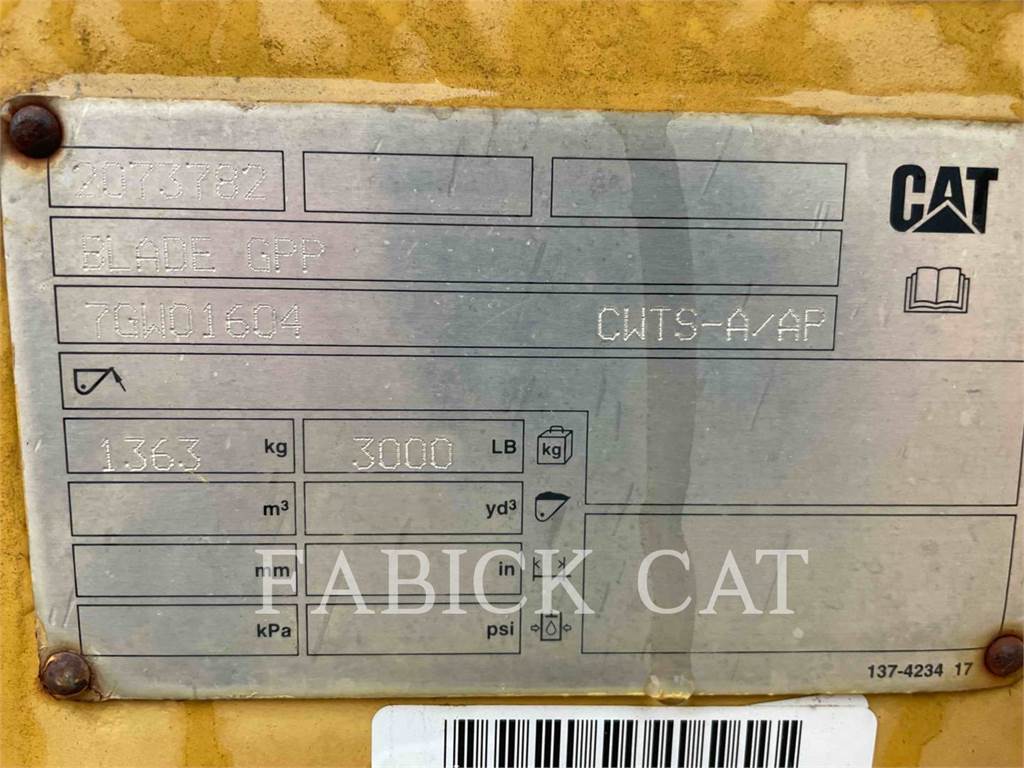 2073782
CAT
BLADE GPP
7GW01604 CWTS-A/AP
1363 kg 3000 LB kg
m³ yd³
mm in
FABICK CAT
kPa psi
137-4234 17